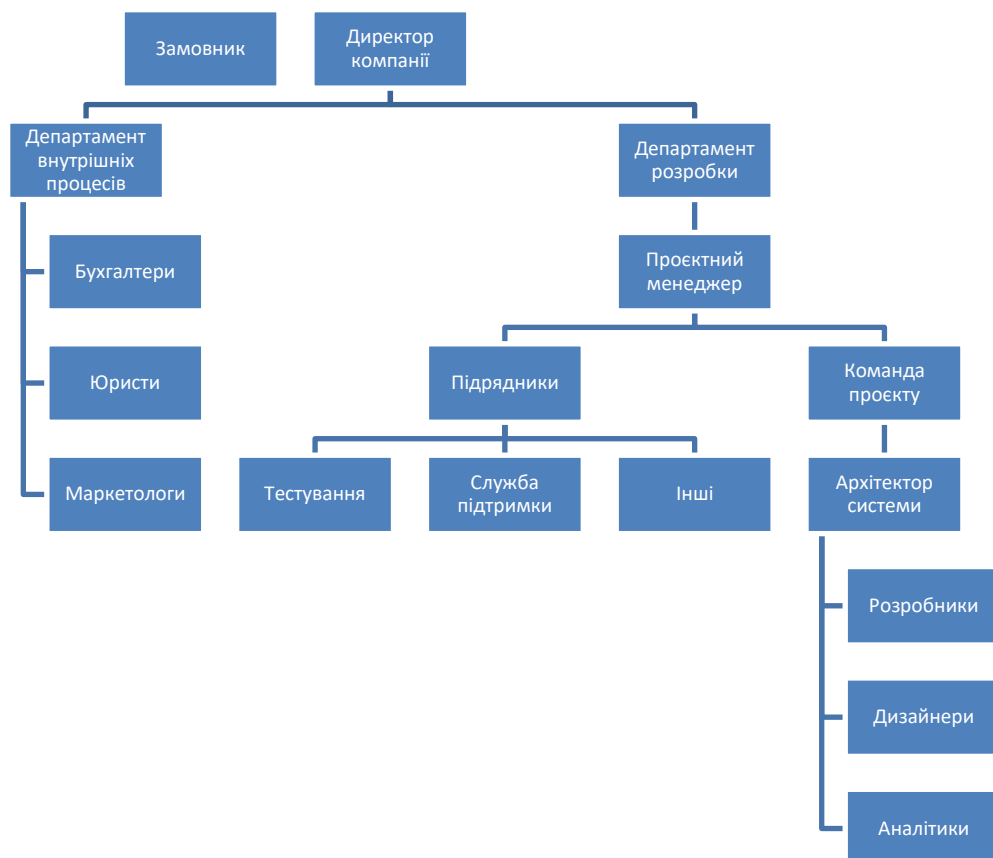 Замовник
Директор
компанії
Департамент
внутрішніх
процесів
Департамент
розробки
Бухгалтери
Проєктний
менеджер
Юристи
Підрядники
Команда
проєкту
Маркетологи
Тестування
Служба
підтримки
Інші
Архітектор
системи
Розробники
Дизайнери
Аналітики